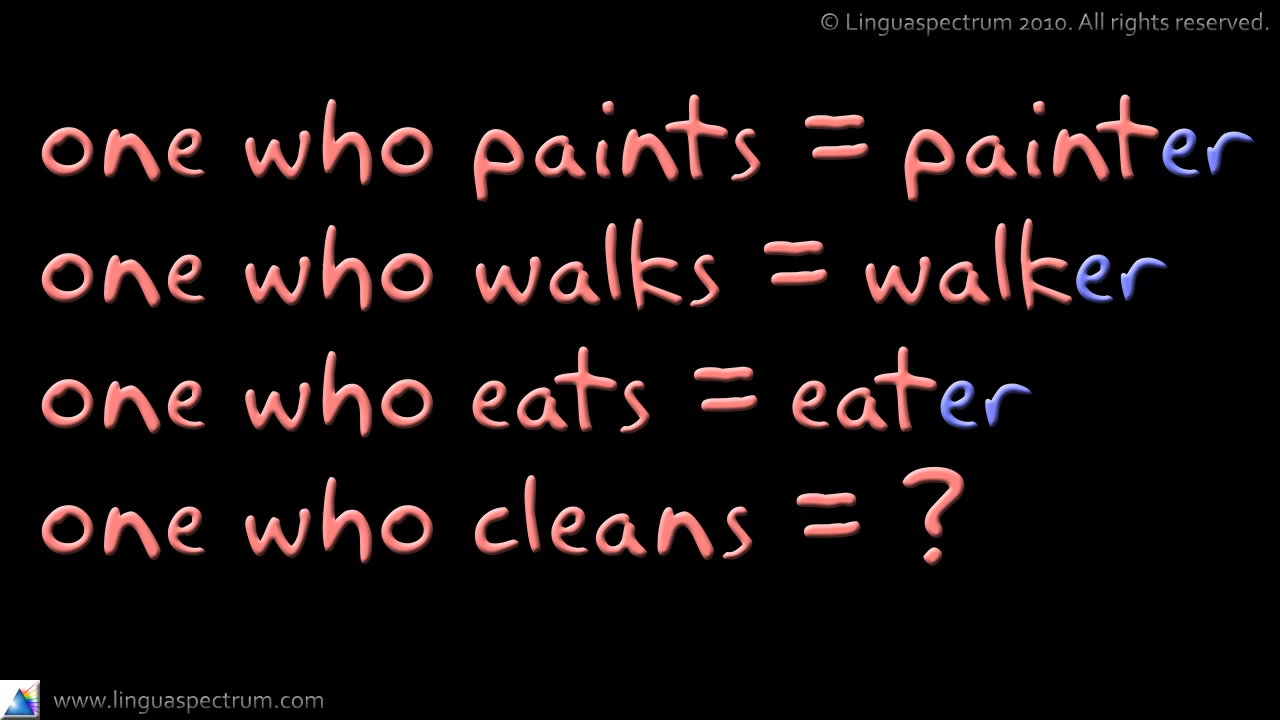 © Linguaspectrum 2010. All rights reserved.
one who paints = painter
one who walks = walker
one who eats = eater
one who cleans = ?
www.linguaspectrum.com